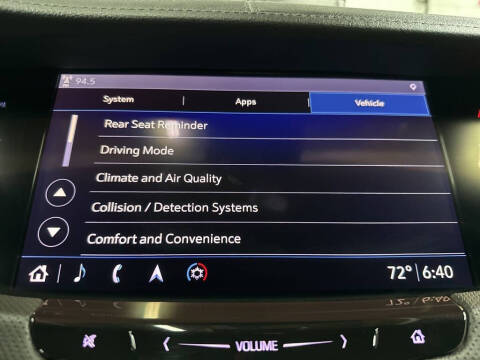 94.5
System | Apps | Vehicle
Rear Seat Reminder
Driving Mode
Climate and Air Quality
Collision / Detection Systems
Comfort and Convenience
72° | 6:40
VOLUME